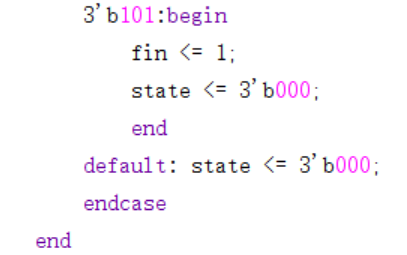 3'b101:begin
fin <= 1;
state <= 3'b000;
end
default: state <= 3'b000;
endcase
end